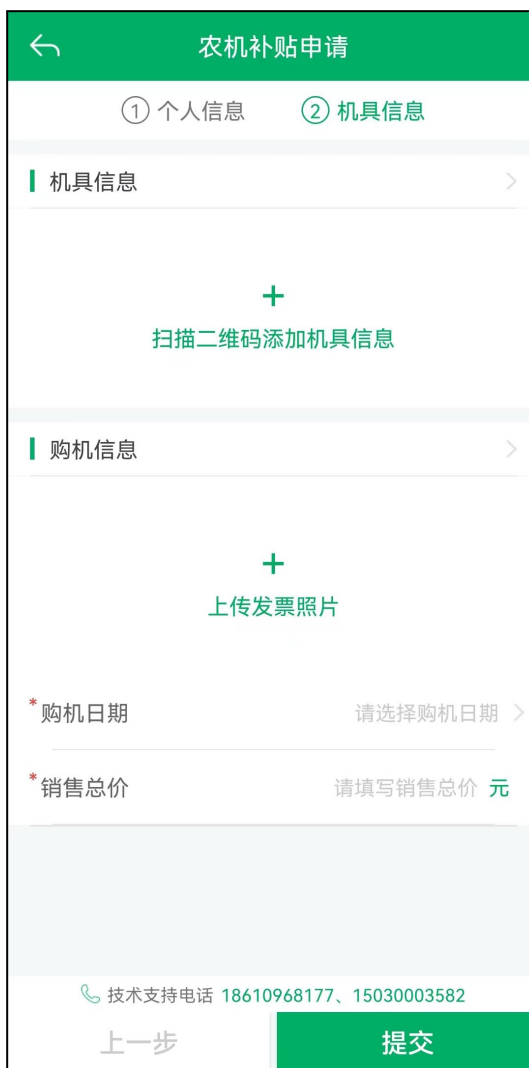 农机补贴申请
① 个人信息 ② 机具信息
机具信息
+
扫描二维码添加机具信息
购机信息
+
上传发票照片
*购机日期 请选择购机日期
*销售总价 请填写销售总价 元
技术支持电话 18610968177、15030003582
上一步 提交